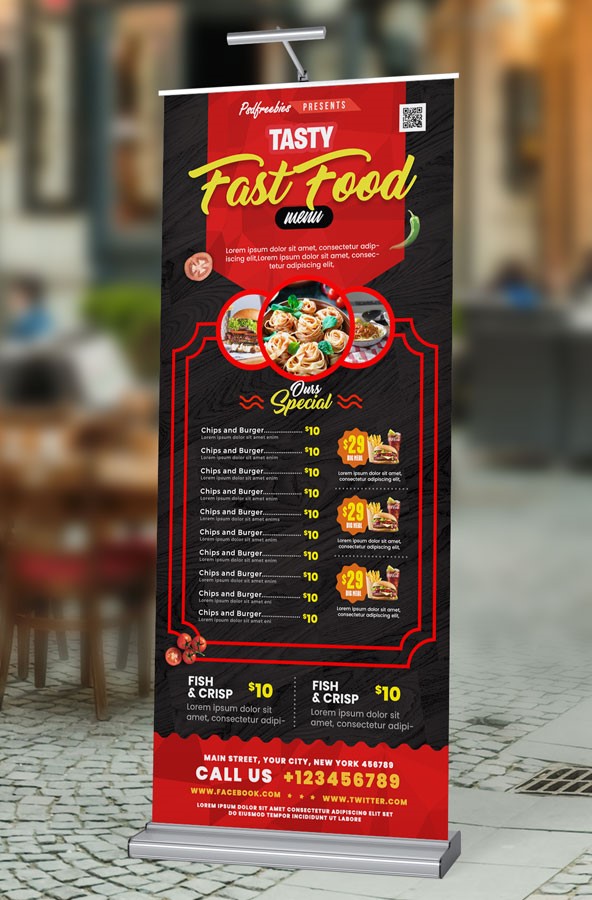 Psdfreebies PRESENTS
TASTY
Fast Food
menu
Lorem ipsum dolor sit amet, consectetur adip-
iscing elit,Lorem ipsum dolor sit amet, consec-
tetur adipiscing elit,
Ours
Special
Chips and Burger................ $10
Lorem ipsum dolor sit amet enim
Chips and Burger................ $10
Lorem ipsum dolor sit amet enim
Chips and Burger................ $10
Lorem ipsum dolor sit amet enim
Chips and Burger................ $10
Lorem ipsum dolor sit amet enim
Chips and Burger................ $10
Lorem ipsum dolor sit amet enims
Chips and Burger................ $10
Lorem ipsum dolor sit amet enim
Chips and Burger................ $10
Lorem ipsum dolor sit amet enim
Chips and Burger................ $10
Lorem ipsum dolor sit amet enim
Chips and Burger................ $10
Lorem ipsum dolor sit amet eni
Chips and Burger................ $10
Lorem ipsum dolor sit amet eni
$29
BIG MEAL
Lorem ipsum dolor sit amet,
consectetur adipiscing elit.
$29
BIG MEAL
Lorem ipsum dolor sit amet,
consectetur adipiscing elit.
$29
BIG MEAL
Lorem ipsum dolor sit amet,
consectetur adipiscing elit.
FISH
& CRISP $10
Lorem ipsum dolor sit
amet, consectetur adipi-
FISH
& CRISP $10
Lorem ipsum dolor sit
amet, consectetur adipi-
MAIN STREET, YOUR CITY, NEW YORK 456789
CALL US +123456789
WWW.FACEBOOK.COM * * * WWW.TWITTER.COM
LOREM IPSUM DOLOR SIT AMET CONSECTETUR ADIPISCING ELIT SET
DO EIUSMOD TEMPOR INCIDIDUNT UT LABORE